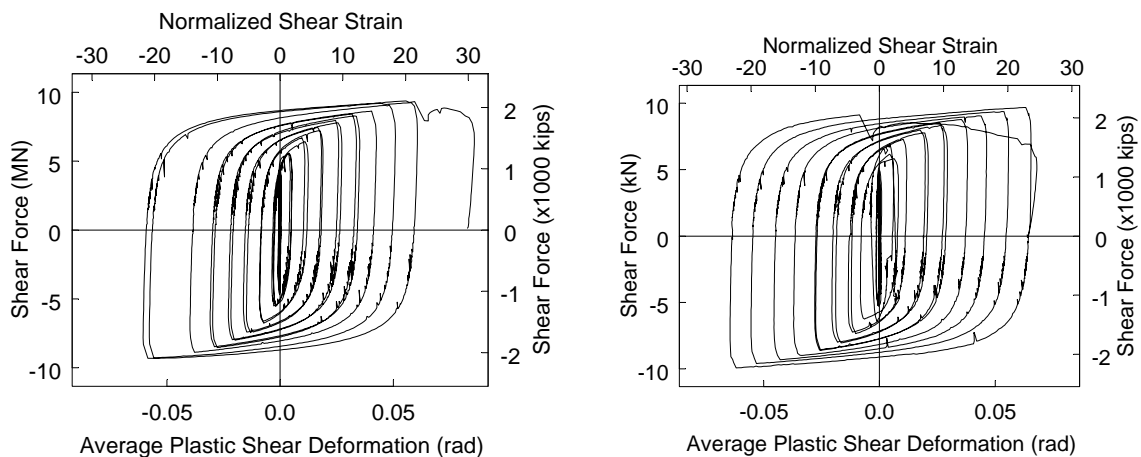 Normalized Shear Strain
-30 -20 -10 0 10 20 30
10
5
0
-5
-10
Shear Force (MN)
2
1
0
-1
-2
Shear Force (x1000 kips)
-0.05 0.0 0.05
Average Plastic Shear Deformation (rad)
Normalized Shear Strain
-30 -20 -10 0 10 20 30
10
5
0
-5
-10
Shear Force (kN)
2
1
0
-1
-2
Shear Force (x1000 kips)
-0.05 0.0 0.05
Average Plastic Shear Deformation (rad)